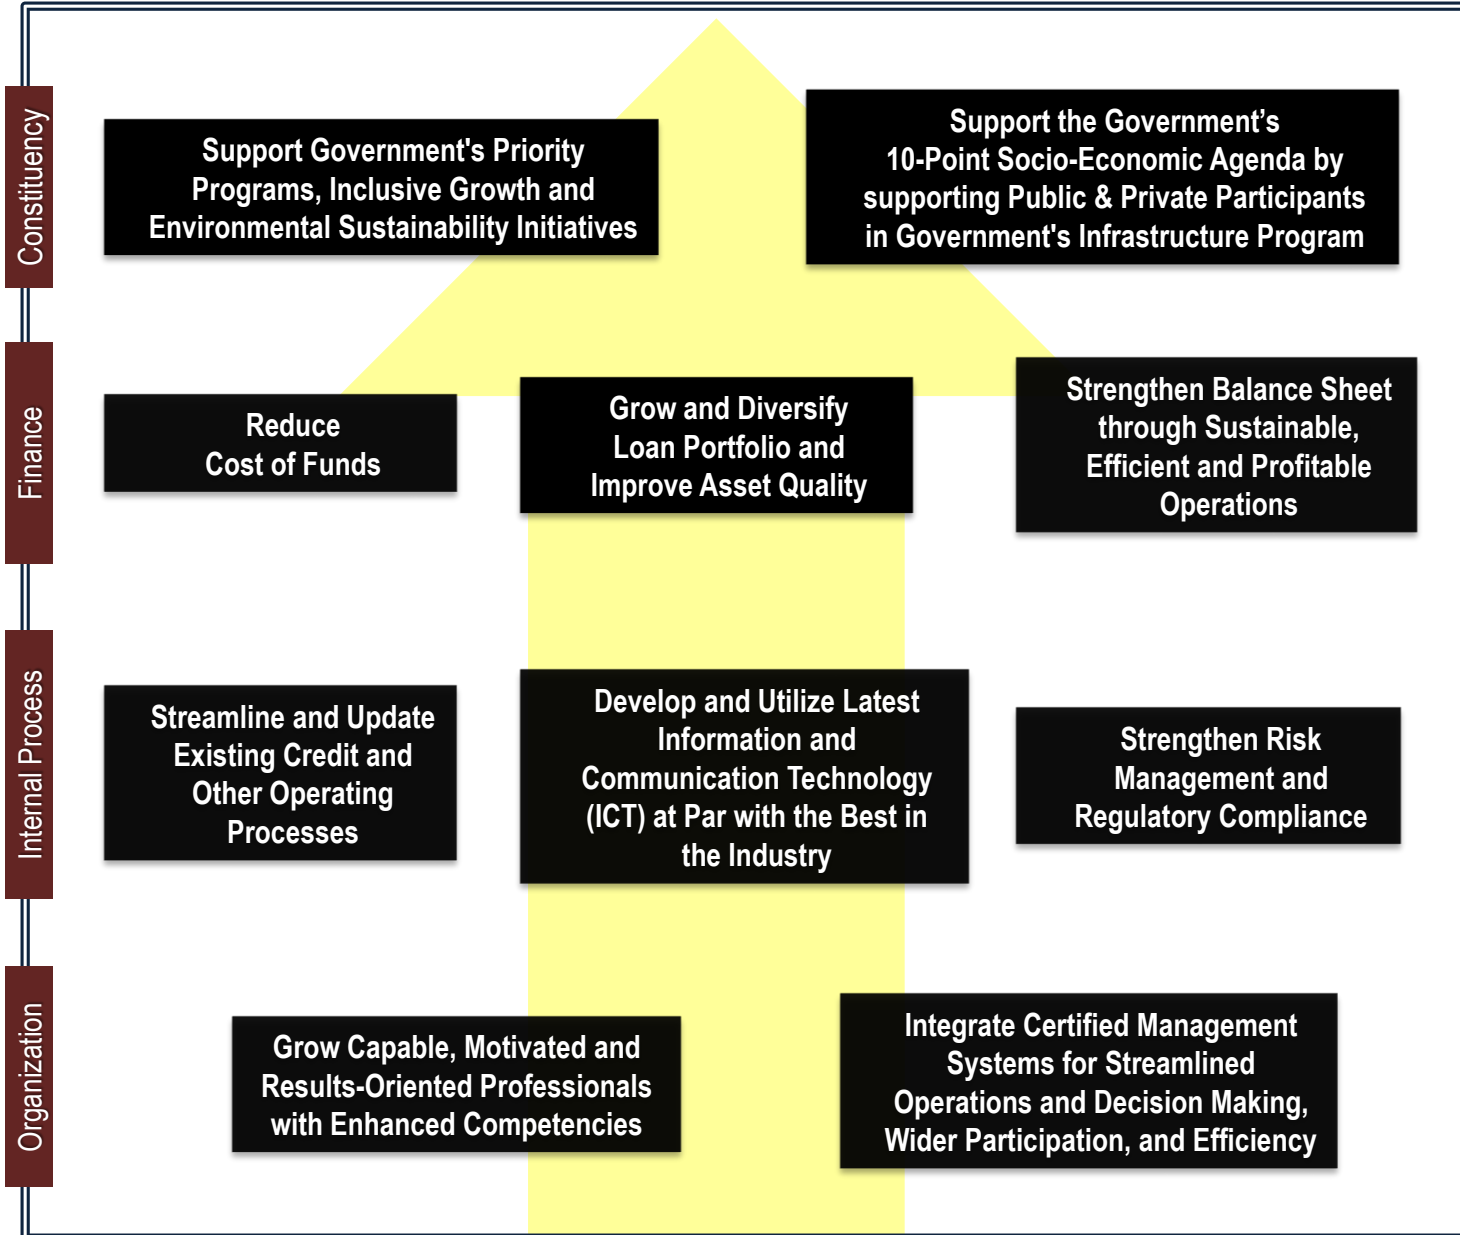 Constituency
Support Government's Priority
Programs, Inclusive Growth and
Environmental Sustainability Initiatives
Support the Government’s
10-Point Socio-Economic Agenda by
supporting Public & Private Participants
in Government's Infrastructure Program
Finance
Reduce
Cost of Funds
Grow and Diversify
Loan Portfolio and
Improve Asset Quality
Strengthen Balance Sheet
through Sustainable,
Efficient and Profitable
Operations
Internal Process
Streamline and Update
Existing Credit and
Other Operating
Processes
Develop and Utilize Latest
Information and
Communication Technology
(ICT) at Par with the Best in
the Industry
Strengthen Risk
Management and
Regulatory Compliance
Organization
Grow Capable, Motivated and
Results-Oriented Professionals
with Enhanced Competencies
Integrate Certified Management
Systems for Streamlined
Operations and Decision Making,
Wider Participation, and Efficiency